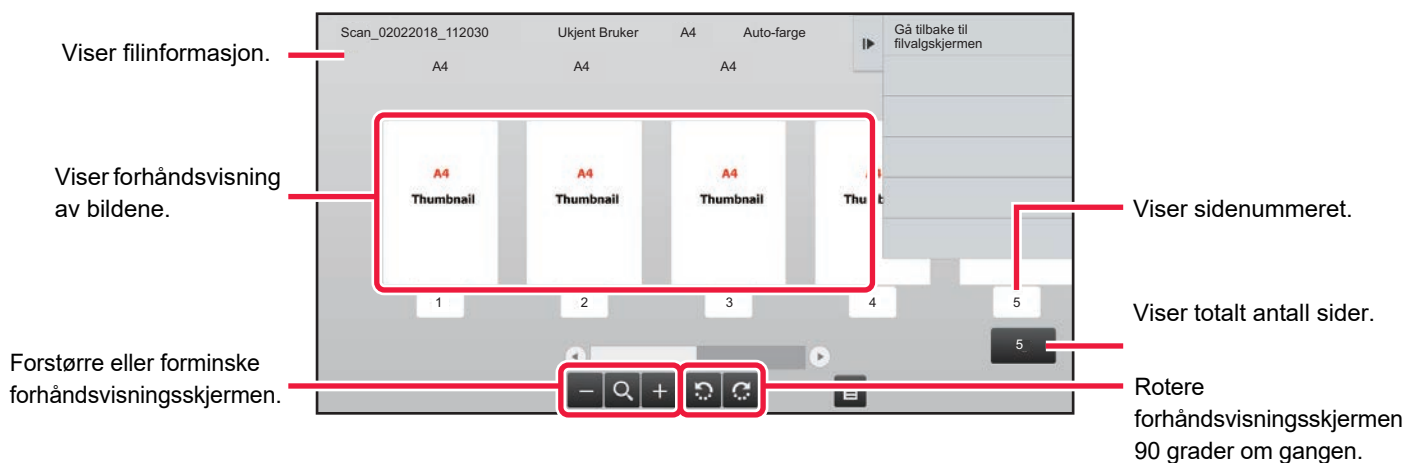 Scan_02022018_112030 Ukjent Bruker A4 Auto-farge
Gå tilbake til
filvalgskjermen
Viser filinformasjon.
A4 A4 A4
Viser forhåndsvisning
av bildene.
A4 A4 A4
Thumbnail Thumbnail Thumbnail
Viser sidenummeret.
1 2 3 4 5
Viser totalt antall sider.
5
Forstørre eller forminske
forhåndsvisningsskjermen.
Rotere
forhåndsvisningsskjermen
90 grader om gangen.